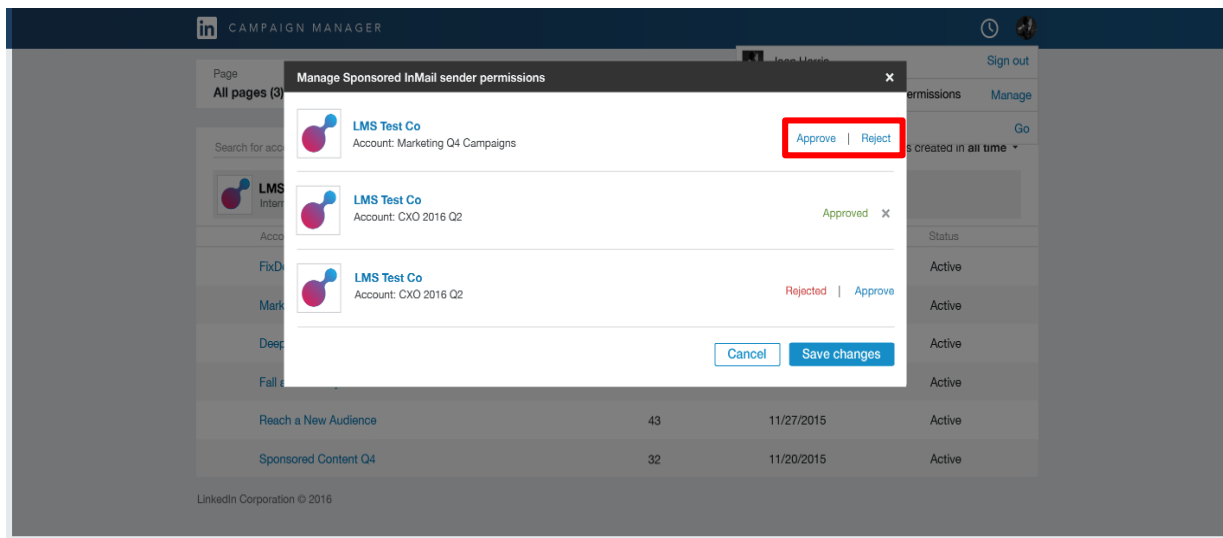 in CAMPAIGN MANAGER
Sign out
Page
Manage Sponsored InMail sender permissions x
All pages (3)
Manage
LMS Test Co
Account: Marketing Q4 Campaigns
Approve | Reject
Go
Search for
created in all time
LMS
LMS Test Co
Account: CXO 2016 Q2
Approved x
Status
Active
LMS Test Co
Account: CXO 2016 Q2
Rejected | Approve
Active
Active
Cancel Save changes
Fall
Active
Reach a New Audience 43 11/27/2015 Active
Sponsored Content Q4 32 11/20/2015 Active
LinkedIn Corporation © 2016